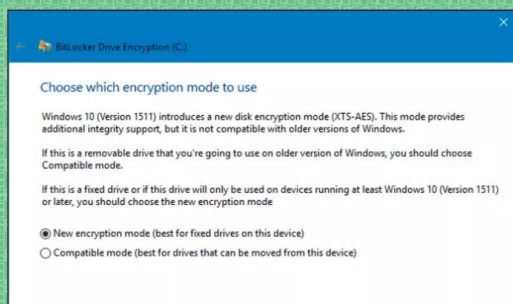 BitLocker Drive Encryption (C:)
Choose which encryption mode to use
Windows 10 (Version 1511) introduces a new disk encryption mode (XTS-AES). This mode provides
additional integrity support, but it is not compatible with older versions of Windows.
If this is a removable drive that you're going to use on older version of Windows, you should choose
Compatible mode.
If this is a fixed drive or if this drive will only be used on devices running at least Windows 10 (Version 1511)
or later, you should choose the new encryption mode
New encryption mode (best for fixed drives on this device)
Compatible mode (best for drives that can be moved from this device)